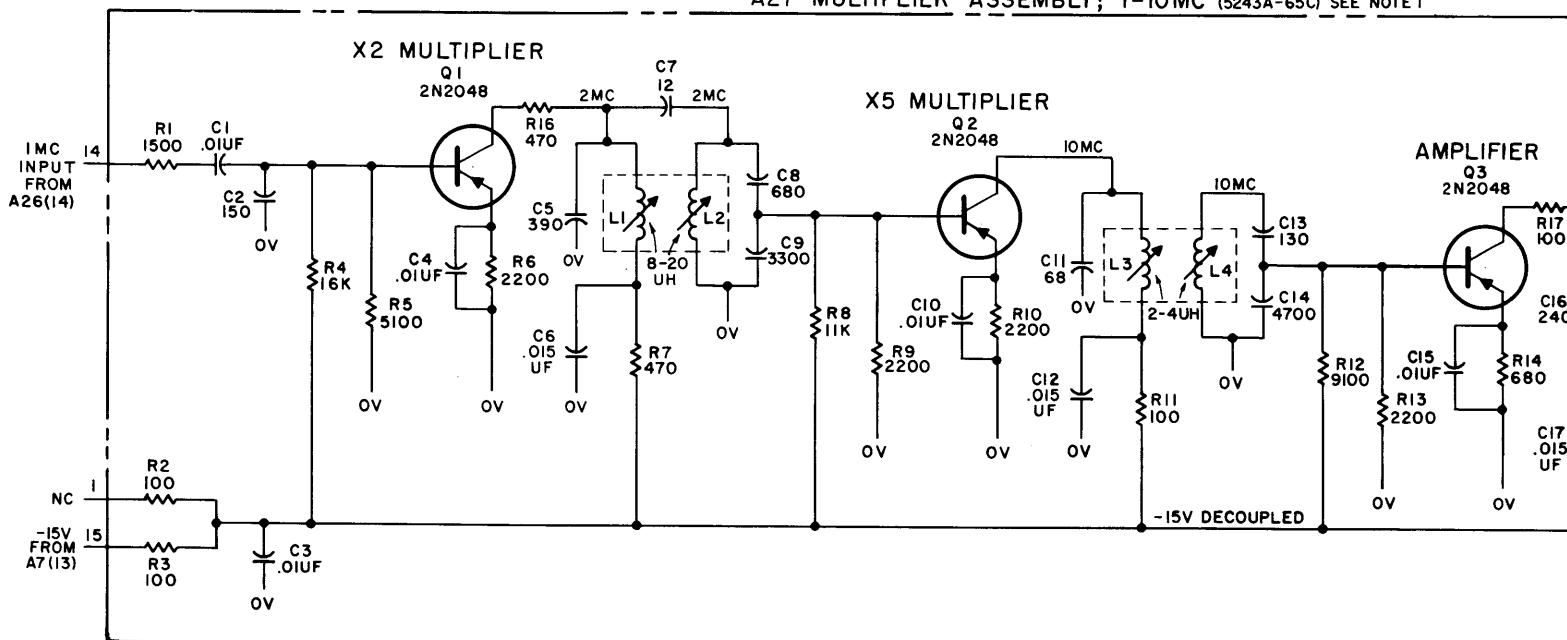 A27 MULTIPLIER ASSEMBLY; 1-10MC (5243A-65C) SEE NOTE 1
X2 MULTIPLIER
Q1
2N2048
C7
12
2MC
2MC
R16
470
X5 MULTIPLIER
Q2
2N2048
10MC
AMPLIFIER
Q3
2N2048
R17
100
1MC
INPUT
FROM
A26(14)
14
R1
1500
C1
.01UF
C2
150
0V
R4
16K
R5
5100
0V
C4
.01UF
R6
2200
0V
C5
390
0V
L1
L2
8-20
UH
C6
.015
UF
0V
R7
470
C8
680
C9
3300
0V
R8
11K
R9
2200
0V
C10
.01UF
R10
2200
0V
C11
68
0V
L3
L4
2-4UH
10MC
C12
.015
UF
0V
R11
100
C13
130
C14
4700
0V
R12
9100
R13
2200
0V
C15
.01UF
R14
680
0V
C16
240
C17
.015
UF
NC
1
R2
100
-15V
FROM
A7(13)
15
R3
100
C3
.01UF
0V
-15V DECOUPLED